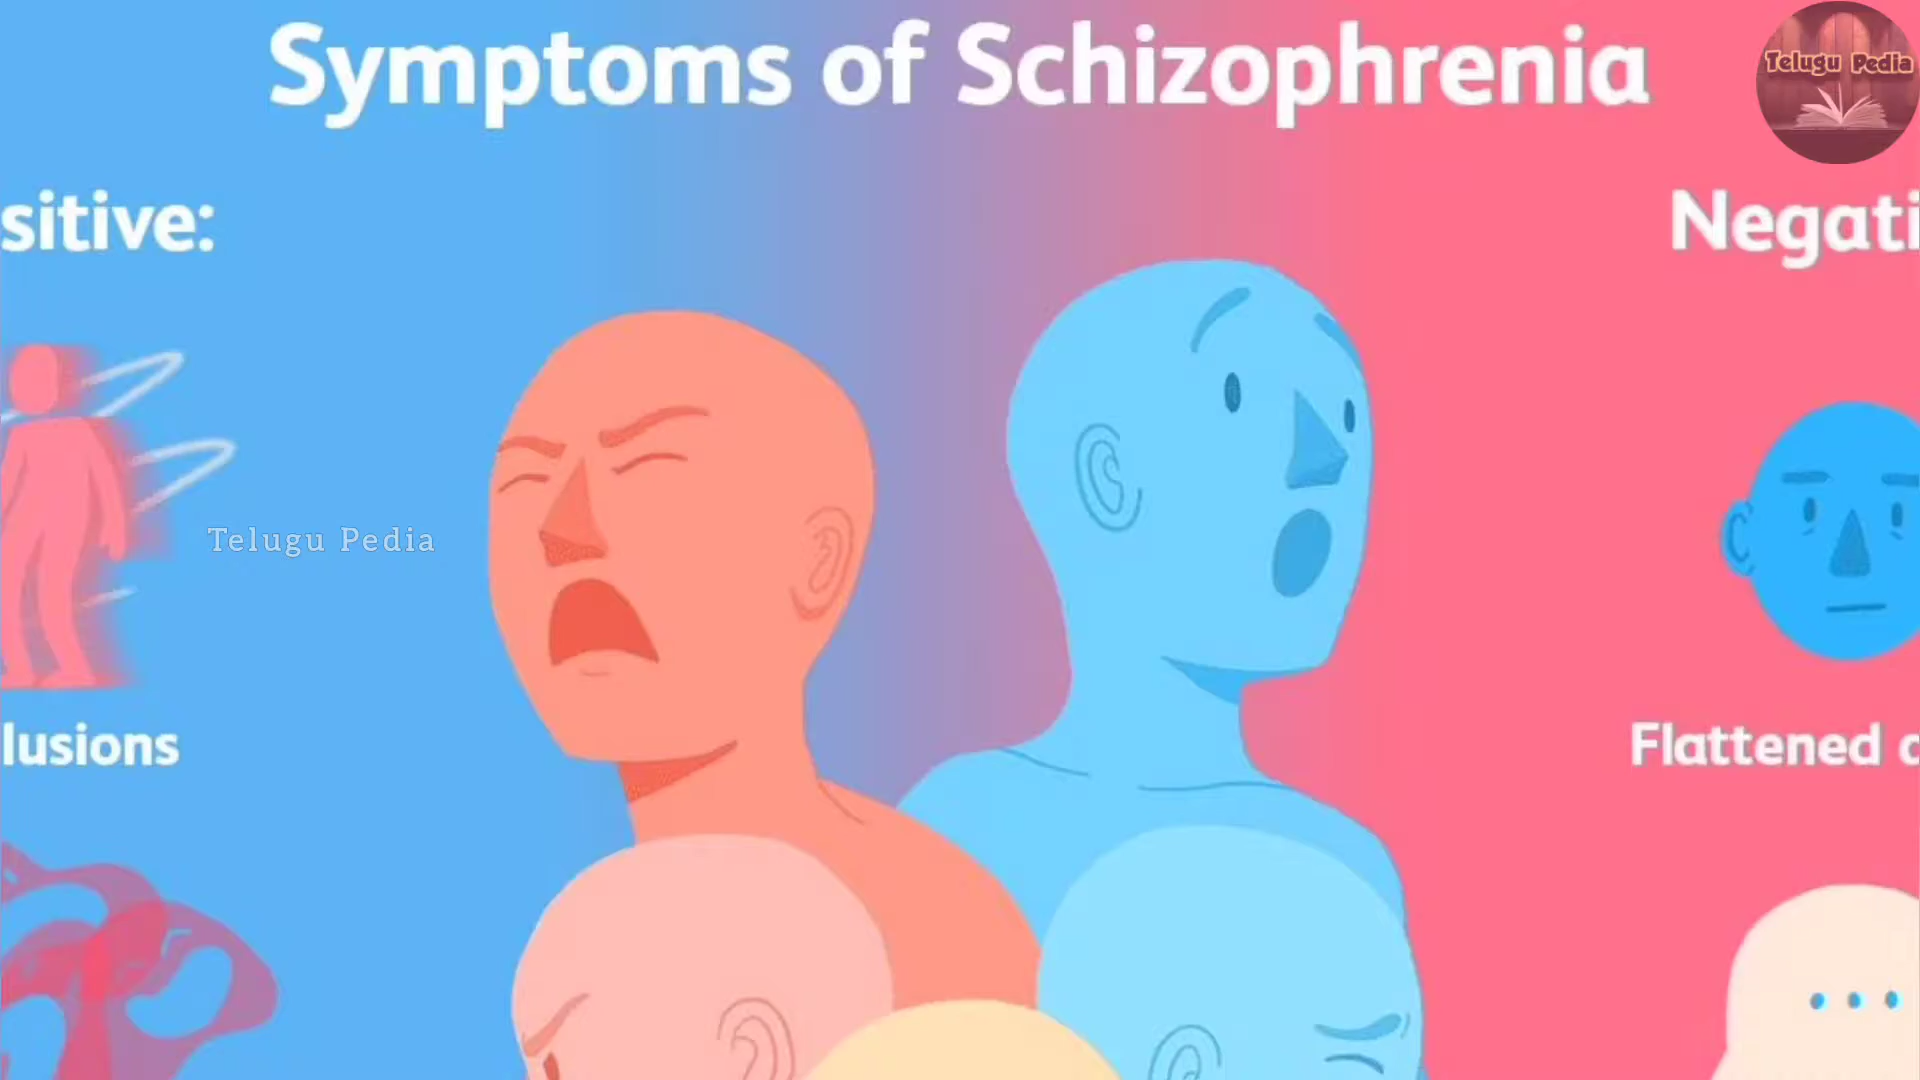 Symptoms of Schizophrenia
Telugu Pedia
sitive:
Negati
Telugu Pedia
lusions
Flattened